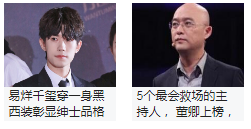 易烊千玺穿一身黑
西装彰显绅士品格
5个最会救场的主
持人，董卿上榜，